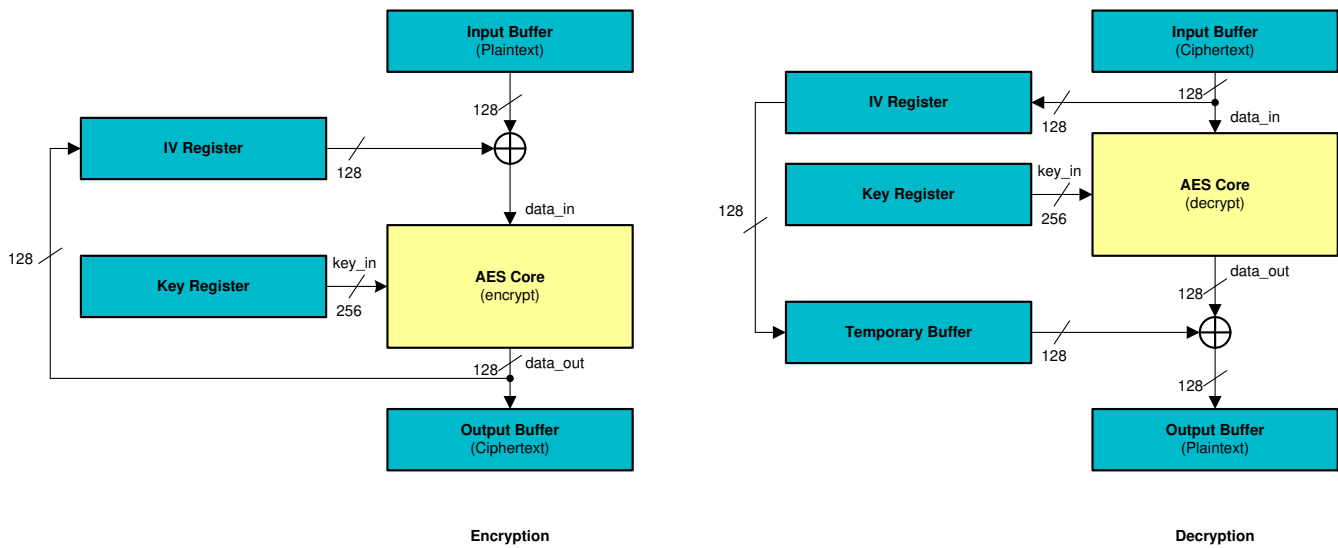 Input Buffer
(Plaintext)
128
IV Register
128
data_in
128
key_in
Key Register
256
AES Core
(encrypt)
128
data_out
Output Buffer
(Ciphertext)
Encryption
Input Buffer
(Ciphertext)
128
IV Register
128
data_in
key_in
Key Register
256
AES Core
(decrypt)
128
data_out
128
Temporary Buffer
128
128
Output Buffer
(Plaintext)
Decryption